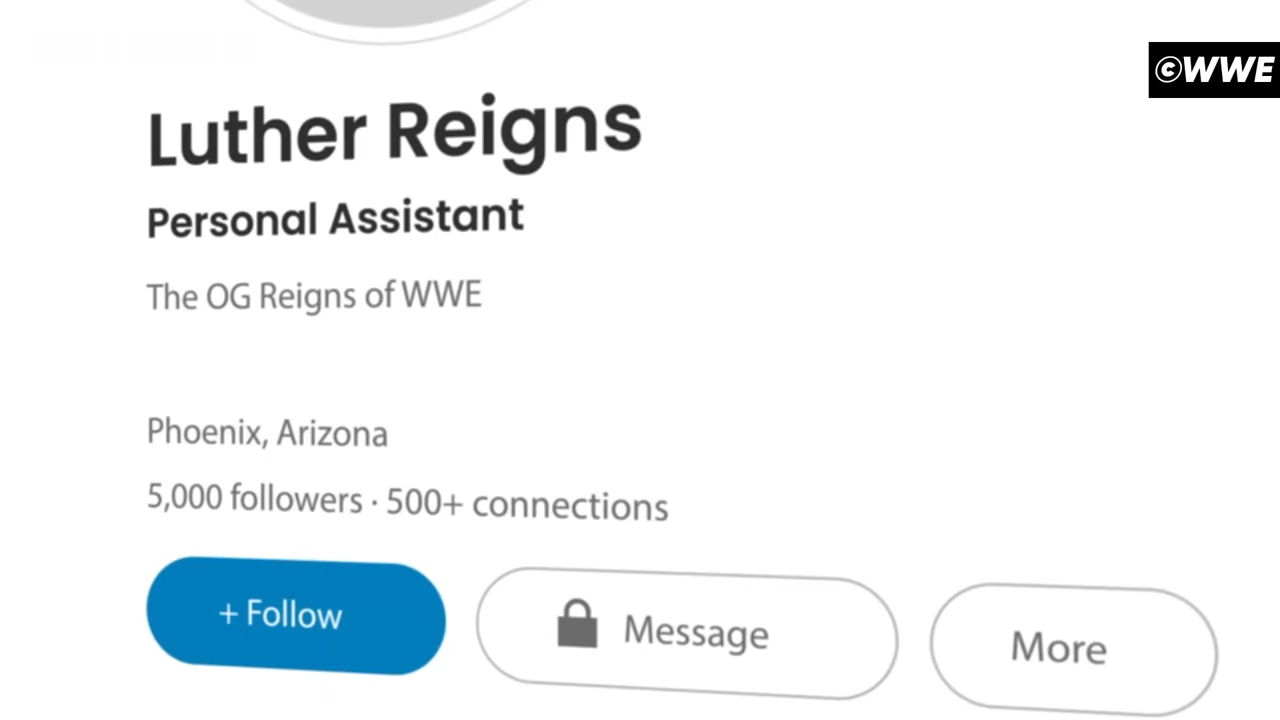 ©WWE
Luther Reigns
Personal Assistant
The OG Reigns of WWE
Phoenix, Arizona
5,000 followers · 500+ connections
+ Follow
Message
More